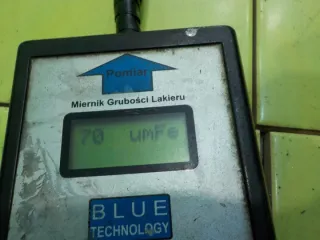 Pomiar
Miernik Grubości Lakieru
70 umFe
BLUE
TECHNOLOGY